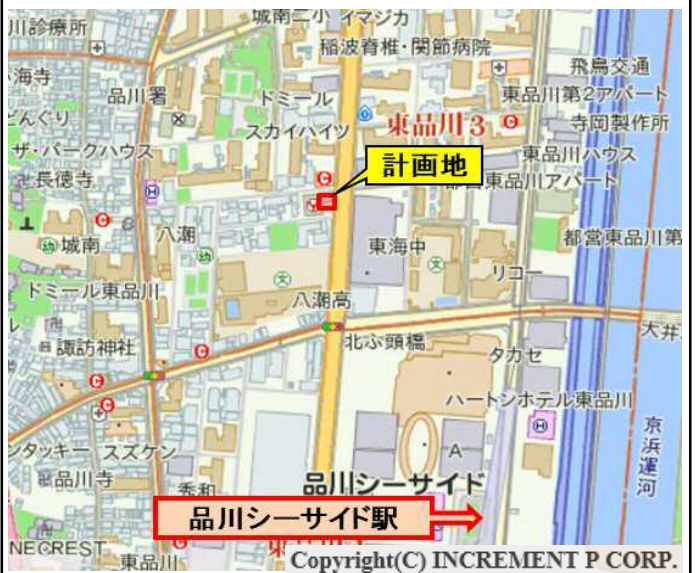 城南二小
イマジカ
川診療所
稲波脊椎・関節病院
海寺
飛鳥交通
品川署
ドミール
東品川第2アパート
どんぐり
スカイハイツ
東品川3
寺岡製作所
ザ・パークハウス
計画地
東品川ハウス
長徳寺
東品川アパート
城南
八潮
東海中
都営東品川第
リコー
ドミール東品川
八潮高
諏訪神社
北ふ頭橋
タカセ
大井
ハートンホテル東品川
京浜運河
ンタッキー
スズケン
A
品川寺
秀和
品川シーサイド
品川シーサイド駅
NECREST
東品川
Copyright(C) INCREMENT P CORP.